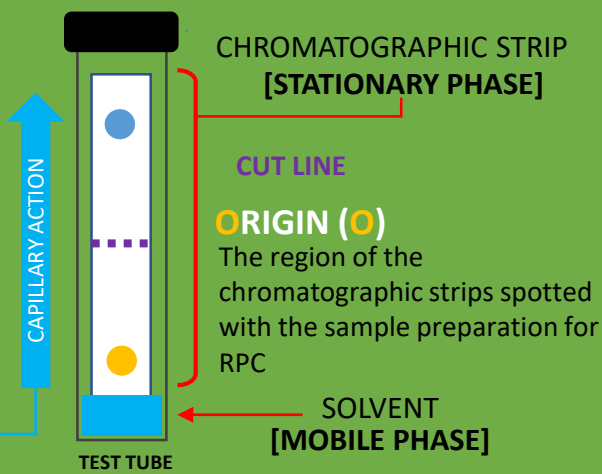 CHROMATOGRAPHIC STRIP
[STATIONARY PHASE]
CAPILLARY ACTION
CUT LINE
ORIGIN (O)
The region of the
chromatographic strips spotted
with the sample preparation for
RPC
SOLVENT
[MOBILE PHASE]
TEST TUBE